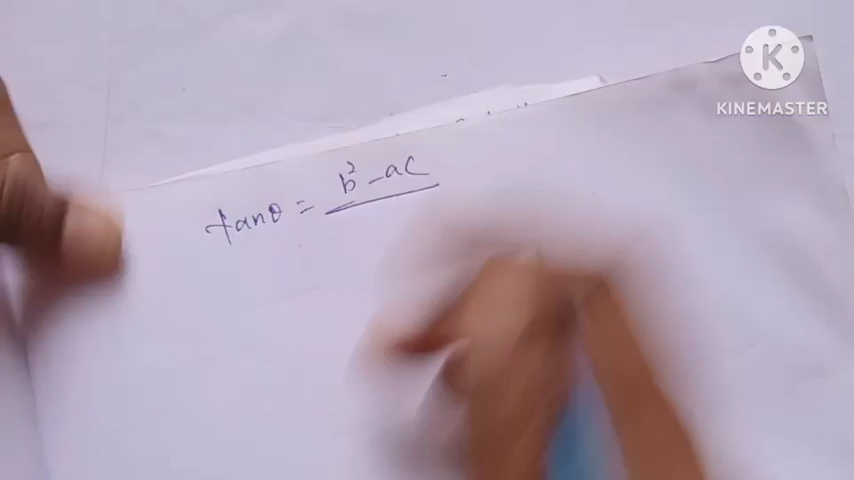 K
KINEMASTER
tanθ = b² - ac